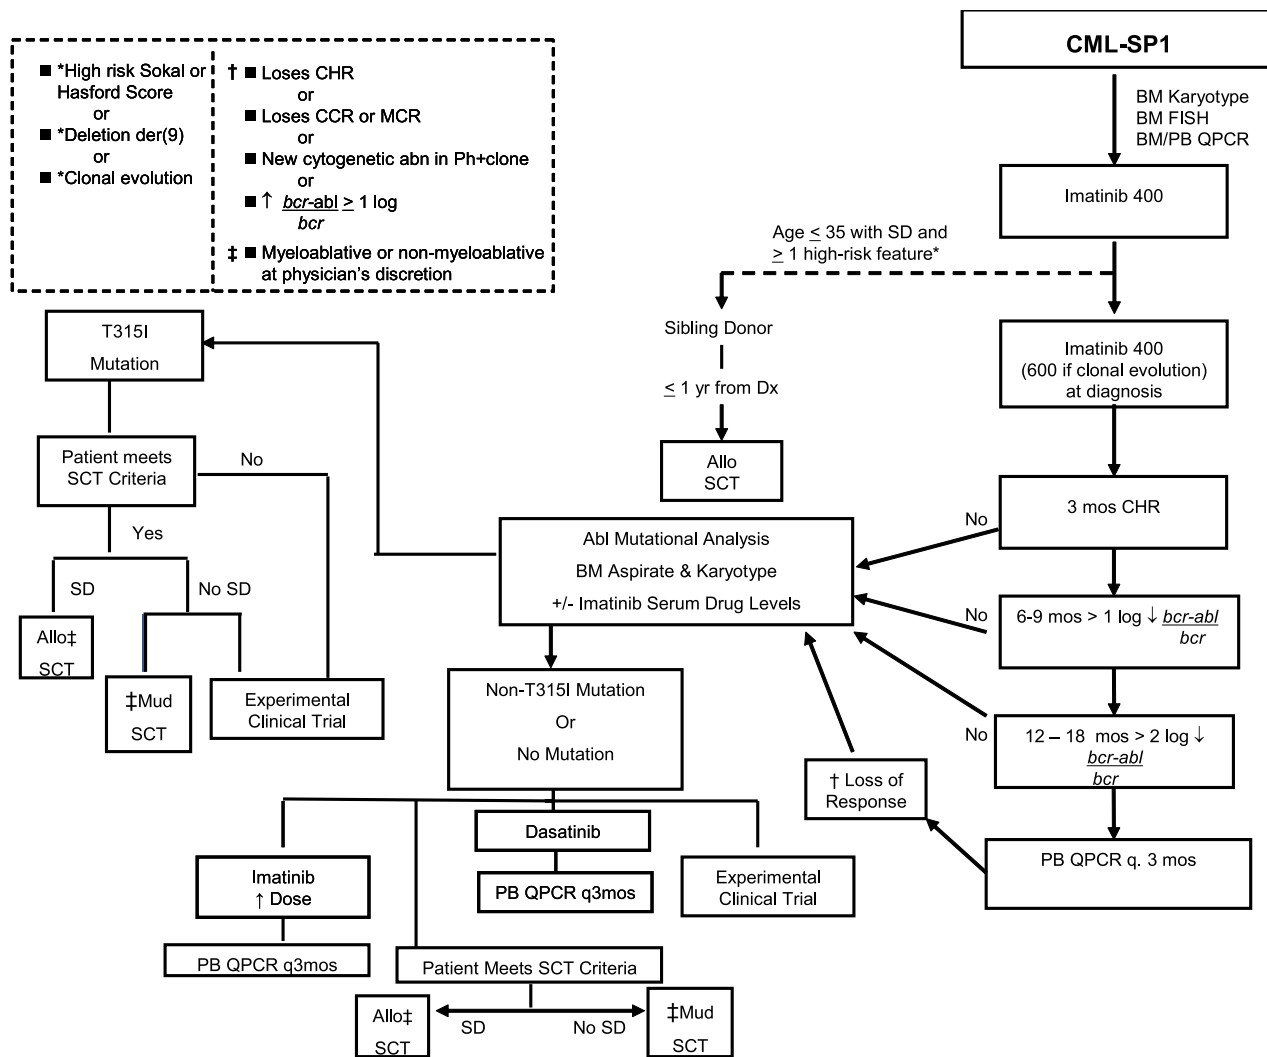 CML-SP1
BM Karyotype
BM FISH
BM/PB QPCR
■ *High risk Sokal or
Hasford Score
or
■ *Deletion der(9)
or
■ *Clonal evolution
† ■ Loses CHR
or
■ Loses CCR or MCR
or
■ New cytogenetic abn in Ph+clone
or
■ ↑ bcr-abl ≥ 1 log
bcr
‡ ■ Myeloablative or non-myeloablative
at physician's discretion
Imatinib 400
Age ≤ 35 with SD and
≥ 1 high-risk feature*
Sibling Donor
≤ 1 yr from Dx
Allo
SCT
Imatinib 400
(600 if clonal evolution)
at diagnosis
3 mos CHR
No
6-9 mos > 1 log ↓ bcr-abl
bcr
No
12 – 18 mos > 2 log ↓
bcr-abl
bcr
No
PB QPCR q. 3 mos
† Loss of
Response
Abl Mutational Analysis
BM Aspirate & Karyotype
+/- Imatinib Serum Drug Levels
T315I
Mutation
Patient meets
SCT Criteria
No
Yes
SD
No SD
Allo‡
SCT
‡Mud
SCT
Experimental
Clinical Trial
Non-T315I Mutation
Or
No Mutation
Imatinib
↑ Dose
PB QPCR q3mos
Dasatinib
PB QPCR q3mos
Experimental
Clinical Trial
Patient Meets SCT Criteria
Allo‡
SCT
SD
No SD
‡Mud
SCT